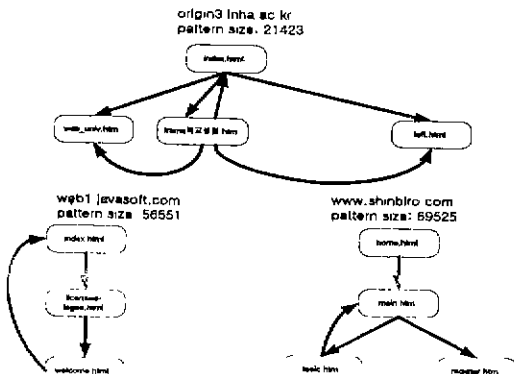 origin3 inha ac kr
pattern size: 21423
index.html
web_univ.htm
left.html
web1 javasoft.com
pattern size 56551
index html
www.shinbiro.com
pattern size: 69525
home.html
main htm
welcome.html